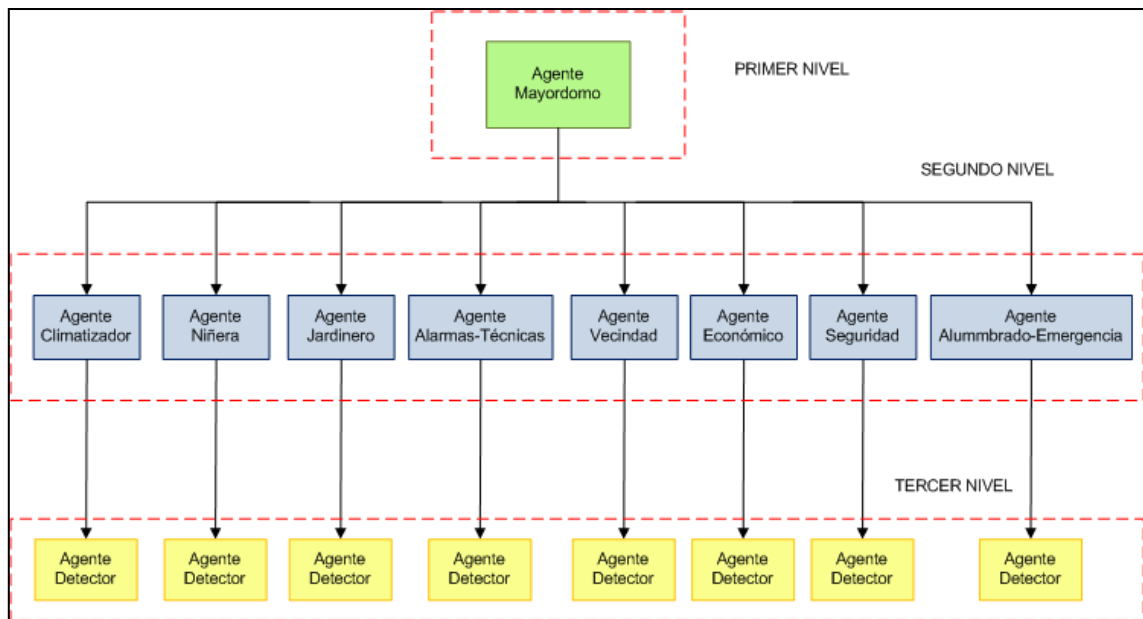 Agente
Mayordomo
PRIMER NIVEL
SEGUNDO NIVEL
Agente
Climatizador
Agente
Niñera
Agente
Jardinero
Agente
Alarmas-Técnicas
Agente
Vecindad
Agente
Económico
Agente
Seguridad
Agente
Alummbrado-Emergencia
TERCER NIVEL
Agente
Detector
Agente
Detector
Agente
Detector
Agente
Detector
Agente
Detector
Agente
Detector
Agente
Detector
Agente
Detector